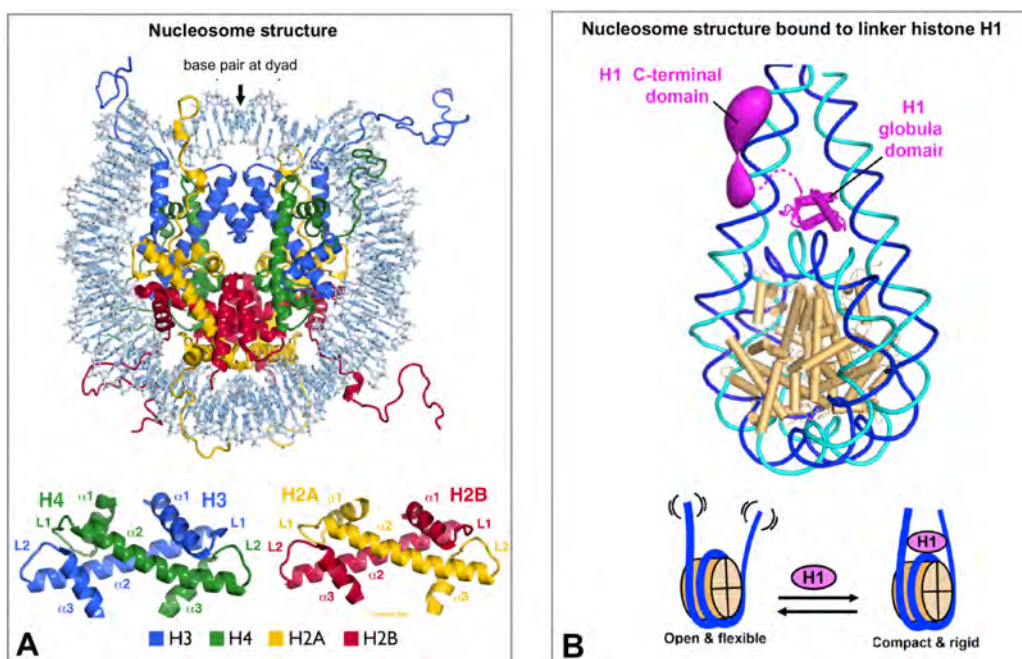 Nucleosome structure
base pair at dyad
H4
α1
α1
H3
L1
α2
L1
L2
L2
α2
α3
α3
H2A
α1
α1
H2B
L1
α2
L1
L2
L2
α2
α3
α3
H3 H4 H2A H2B
A
Nucleosome structure bound to linker histone H1
H1 C-terminal
domain
H1
globula
domain
H1
H1
Open & flexible
Compact & rigid
B